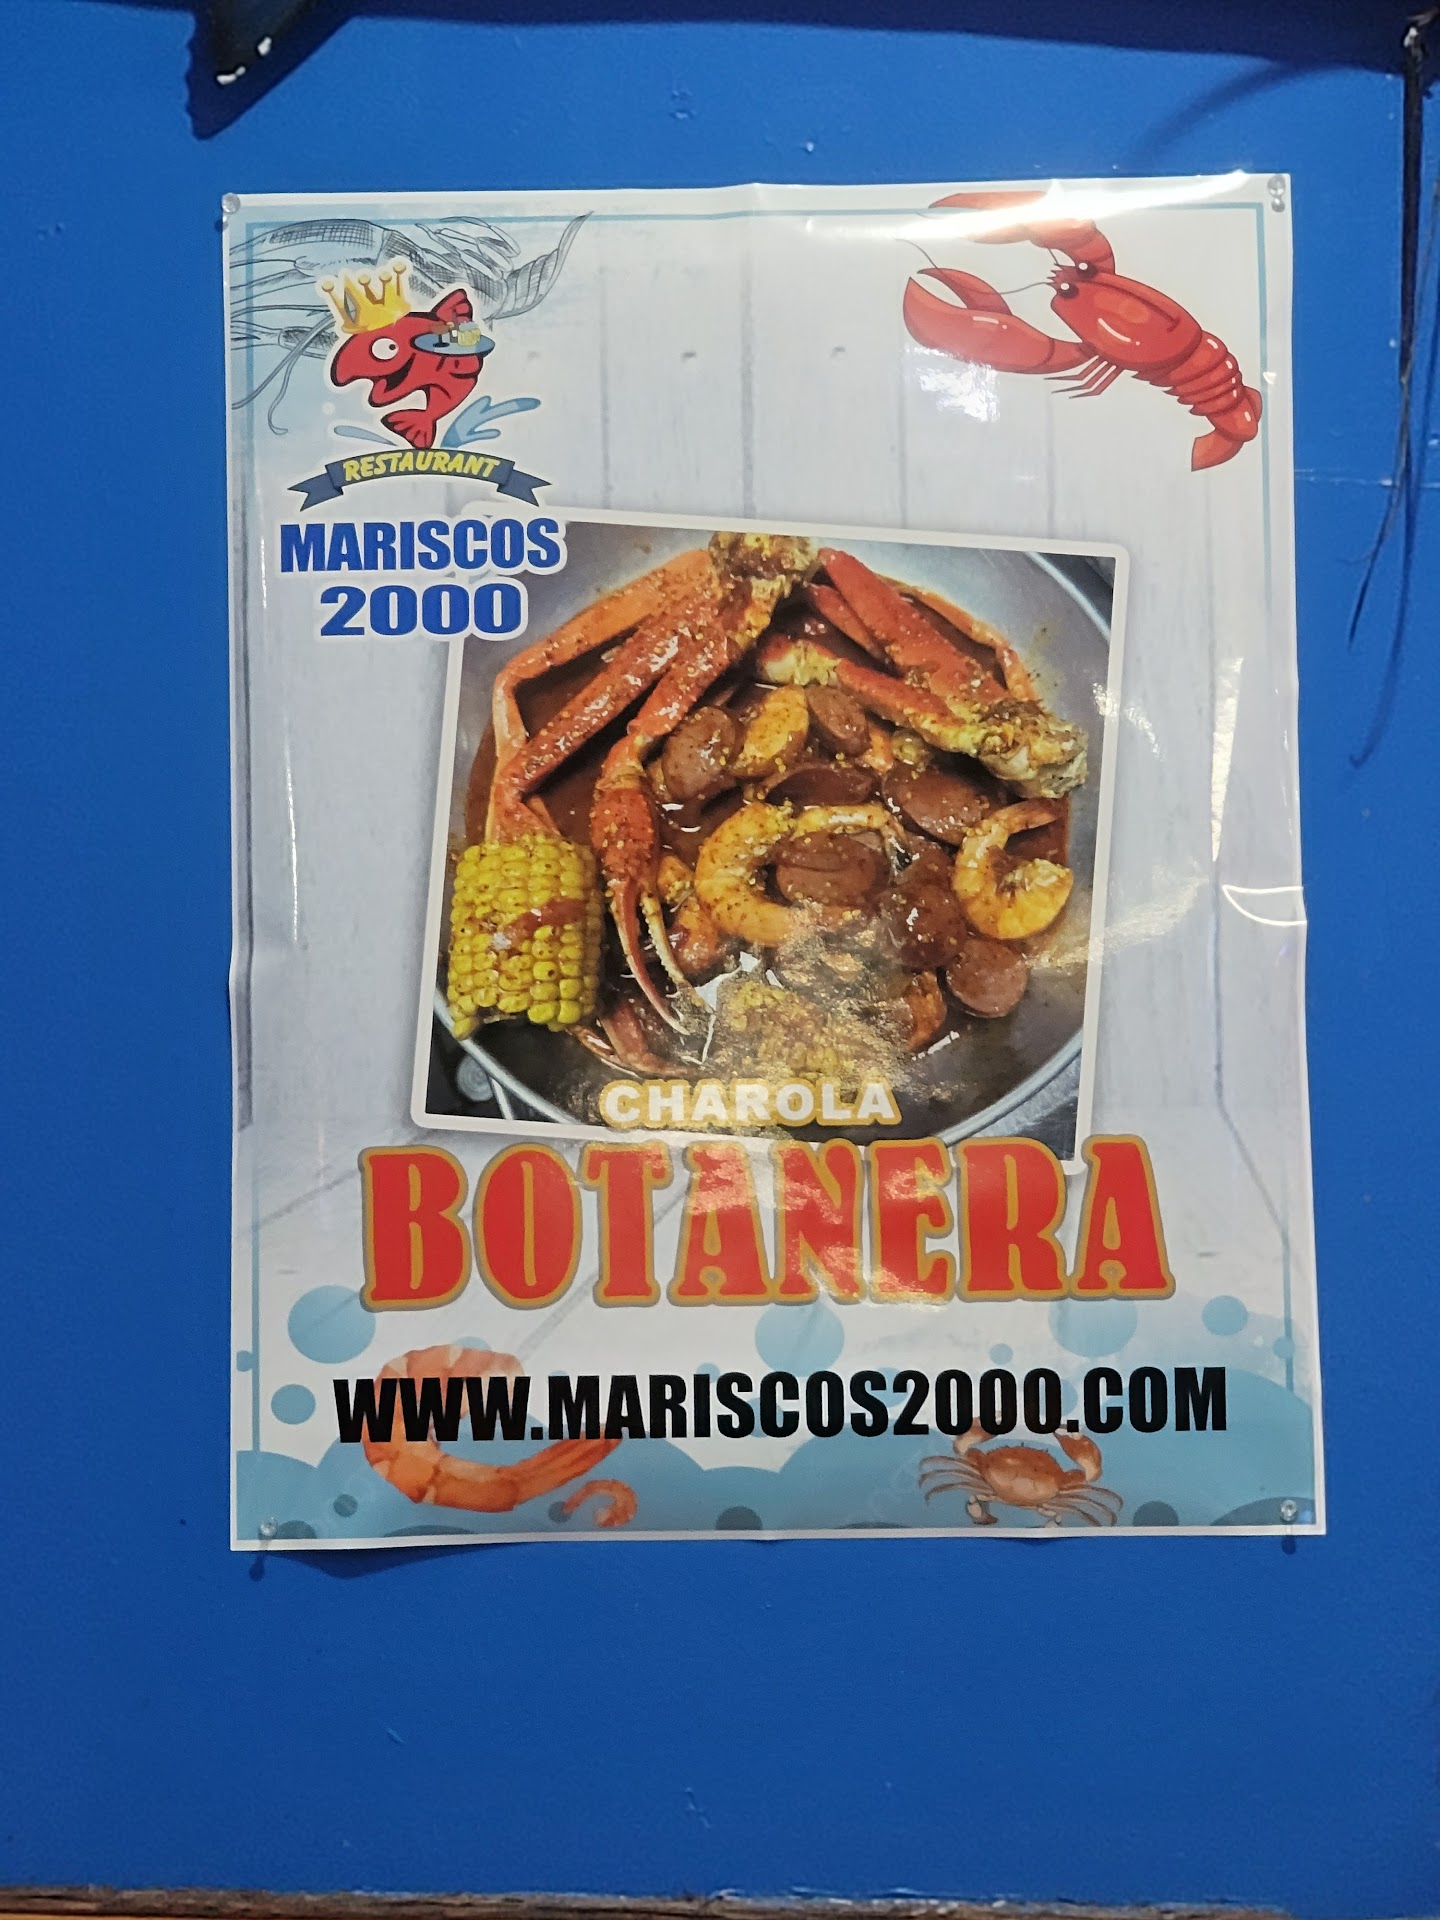 RESTAURANT
MARISCOS
2000
CHAROLA
BOTANERA
WWW.MARISCOS2000.COM